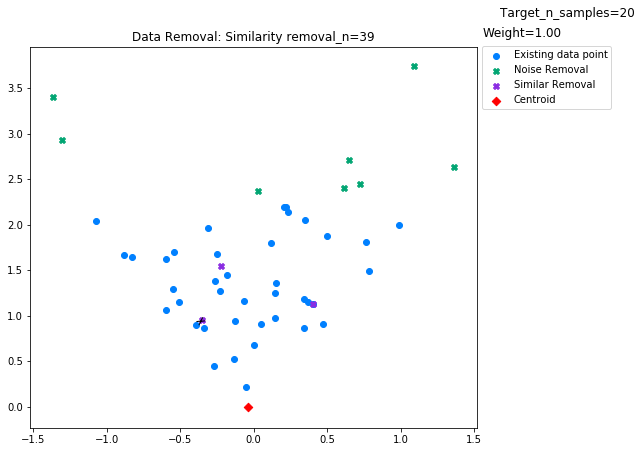 Target_n_samples=20
Weight=1.00
Data Removal: Similarity removal_n=39
Existing data point
Noise Removal
Similar Removal
Centroid
3.5
3.0
2.5
2.0
1.5
1.0
0.5
0.0
−1.5 −1.0 −0.5 0.0 0.5 1.0 1.5